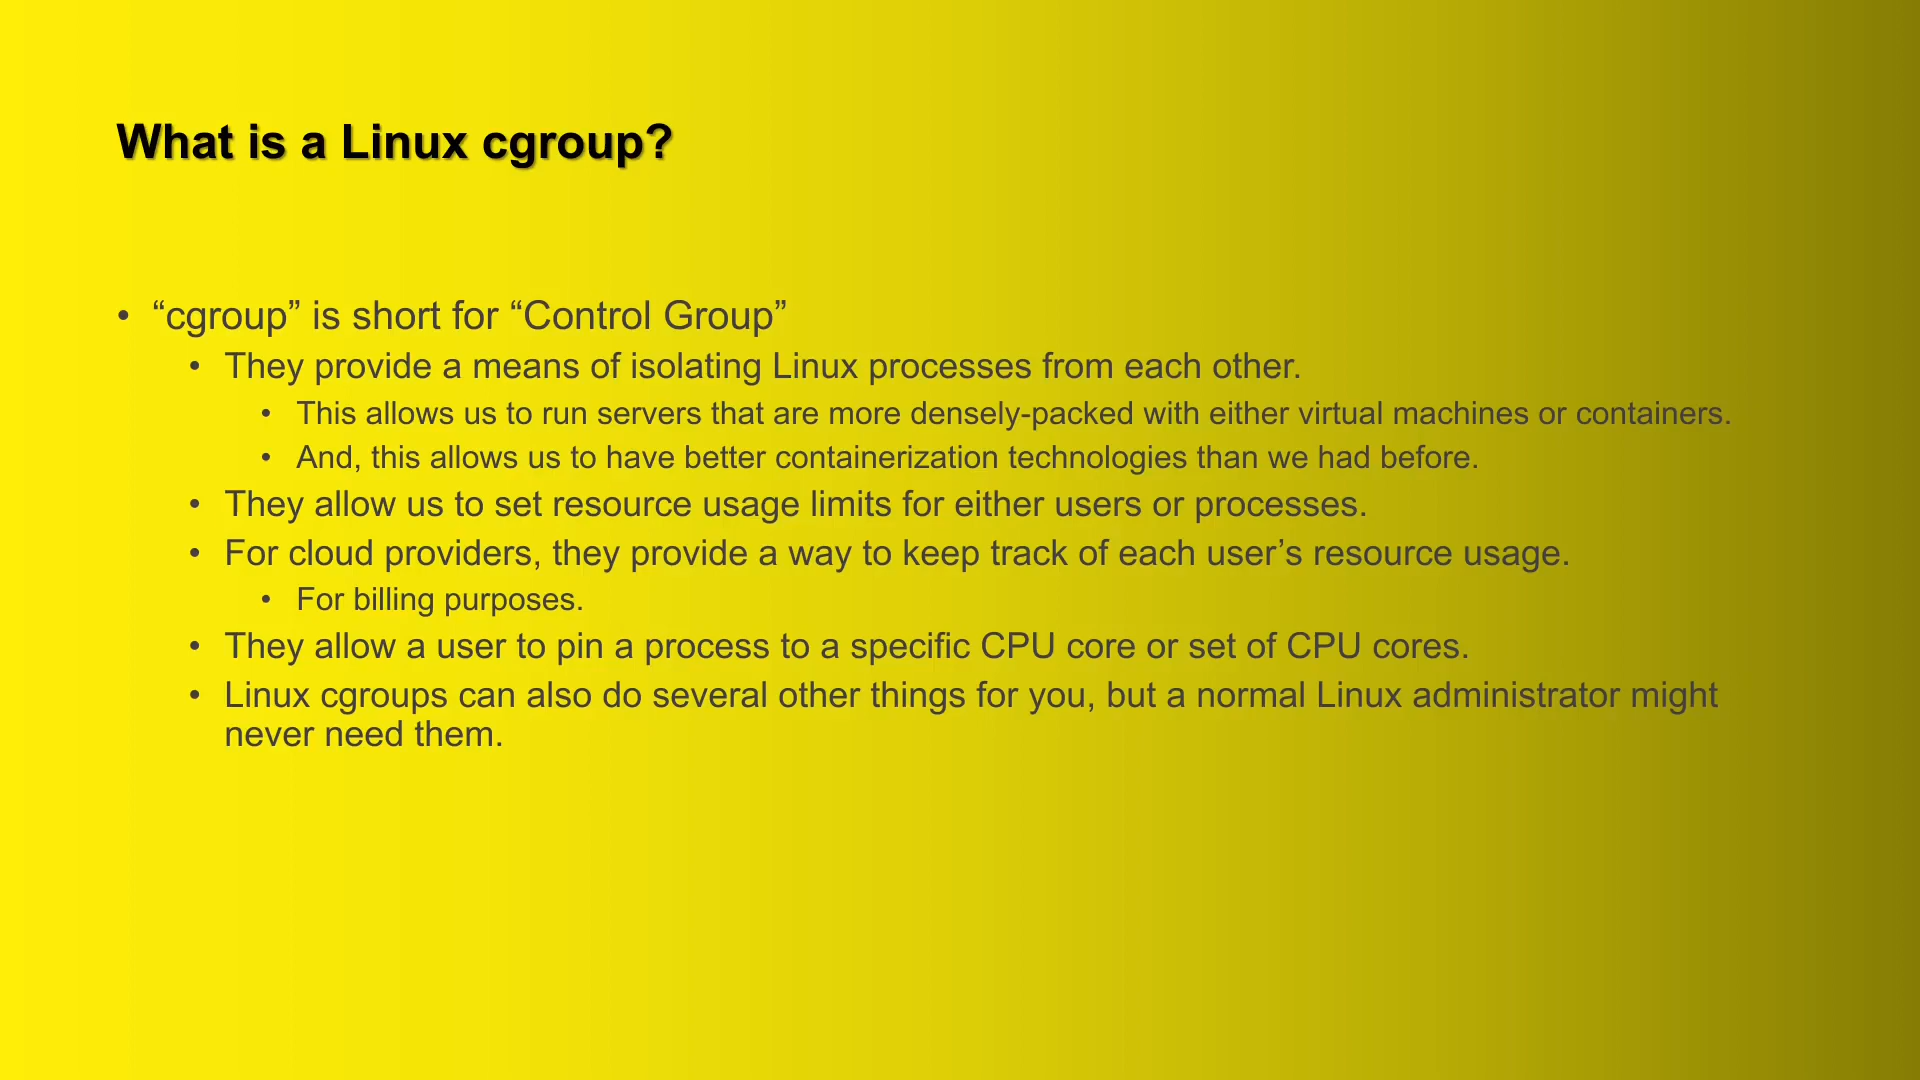 What is a Linux cgroup?
• “cgroup” is short for “Control Group”
• They provide a means of isolating Linux processes from each other.
• This allows us to run servers that are more densely-packed with either virtual machines or containers.
• And, this allows us to have better containerization technologies than we had before.
• They allow us to set resource usage limits for either users or processes.
• For cloud providers, they provide a way to keep track of each user’s resource usage.
• For billing purposes.
• They allow a user to pin a process to a specific CPU core or set of CPU cores.
• Linux cgroups can also do several other things for you, but a normal Linux administrator might
never need them.